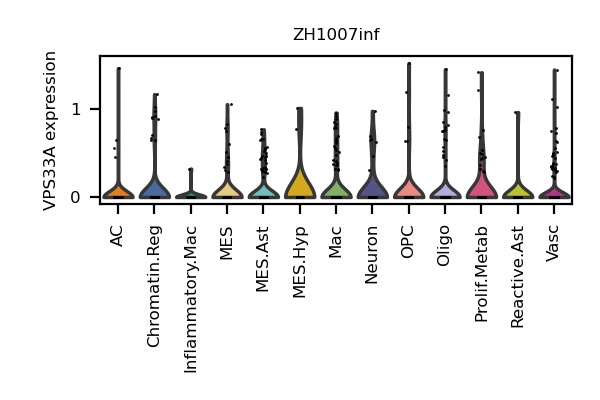 ZH1007inf
VPS33A expression
1
0
AC
Chromatin.Reg
Inflammatory.Mac
MES
MES.Ast
MES.Hyp
Mac
Neuron
OPC
Oligo
Prolif.Metab
Reactive.Ast
Vasc